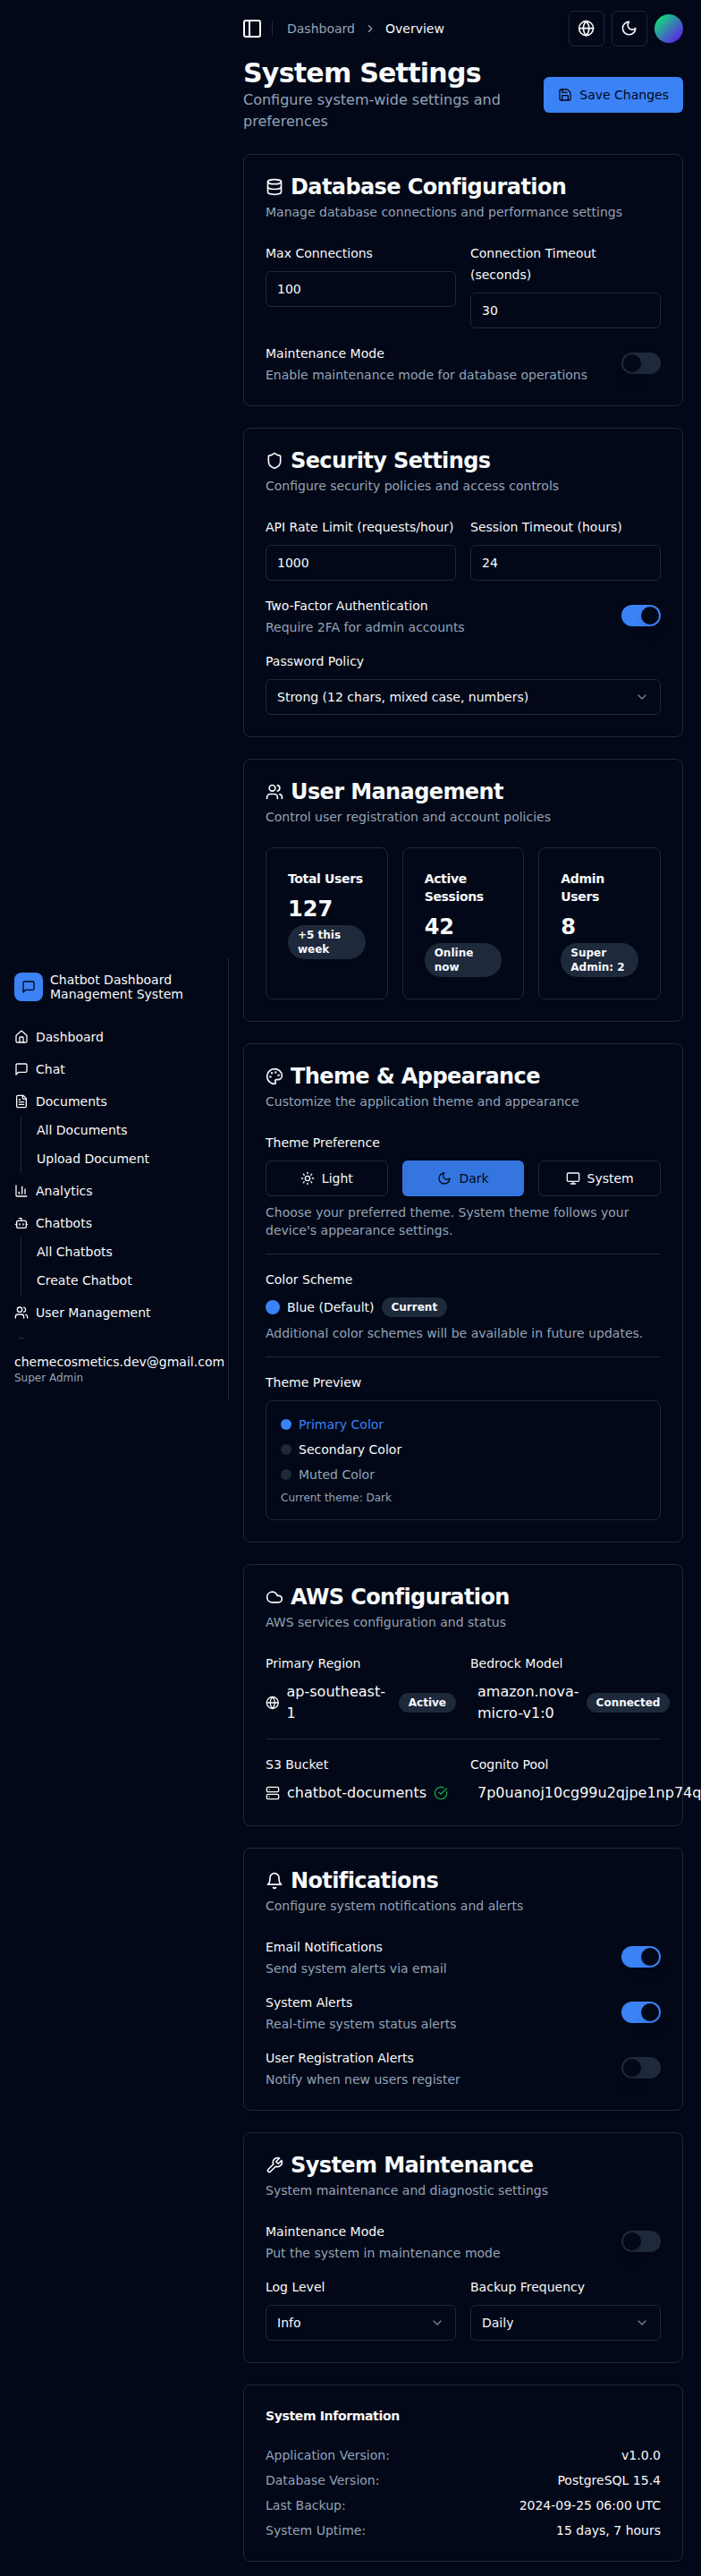 Dashboard
Overview
System Settings
Configure system-wide settings and
preferences
Save Changes
Database Configuration
Manage database connections and performance settings
Max Connections
100
Connection Timeout
(seconds)
30
Maintenance Mode
Enable maintenance mode for database operations
Security Settings
Configure security policies and access controls
API Rate Limit (requests/hour)
1000
Session Timeout (hours)
24
Two-Factor Authentication
Require 2FA for admin accounts
Password Policy
Strong (12 chars, mixed case, numbers)
User Management
Control user registration and account policies
Total Users
127
+5 this
week
Active
Sessions
42
Online
now
Admin
Users
8
Super
Admin: 2
Chatbot Dashboard
Management System
Dashboard
Chat
Documents
All Documents
Upload Document
Analytics
Chatbots
All Chatbots
Create Chatbot
User Management
chemecosmetics.dev@gmail.com
Super Admin
Theme & Appearance
Customize the application theme and appearance
Theme Preference
Light
Dark
System
Choose your preferred theme. System theme follows your
device's appearance settings.
Color Scheme
Blue (Default)
Current
Additional color schemes will be available in future updates.
Theme Preview
Primary Color
Secondary Color
Muted Color
Current theme: Dark
AWS Configuration
AWS services configuration and status
Primary Region
ap-southeast-
1
Active
Bedrock Model
amazon.nova-
micro-v1:0
Connected
S3 Bucket
chatbot-documents
Cognito Pool
7p0uanoj10cg99u2qjpe1np74q
Notifications
Configure system notifications and alerts
Email Notifications
Send system alerts via email
System Alerts
Real-time system status alerts
User Registration Alerts
Notify when new users register
System Maintenance
System maintenance and diagnostic settings
Maintenance Mode
Put the system in maintenance mode
Log Level
Info
Backup Frequency
Daily
System Information
Application Version:
v1.0.0
Database Version:
PostgreSQL 15.4
Last Backup:
2024-09-25 06:00 UTC
System Uptime:
15 days, 7 hours